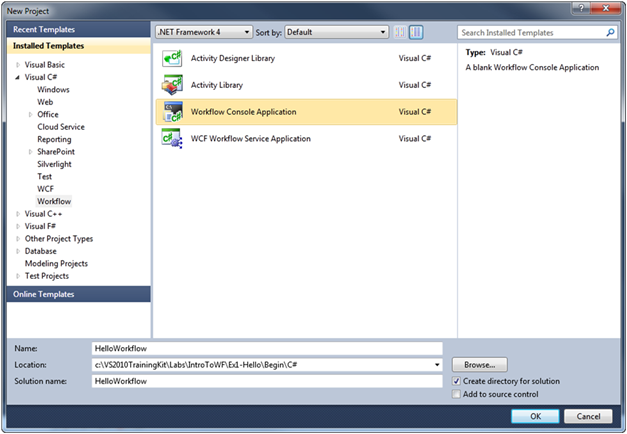 New Project
Recent Templates
Installed Templates
Visual Basic
Visual C#
Windows
Web
Office
Cloud Service
Reporting
SharePoint
Silverlight
Test
WCF
Workflow
Visual C++
Visual F#
Other Project Types
Database
Modeling Projects
Test Projects
Online Templates
.NET Framework 4 Sort by: Default
Activity Designer Library Visual C#
Activity Library Visual C#
Workflow Console Application Visual C#
WCF Workflow Service Application Visual C#
Search Installed Templates
Type: Visual C#
A blank Workflow Console Application
Name: HelloWorkflow
Location: c:\VS2010TrainingKit\Labs\IntroToWF\Ex1-Hello\Begin\C# Browse...
Solution name: HelloWorkflow
Create directory for solution
Add to source control
OK Cancel